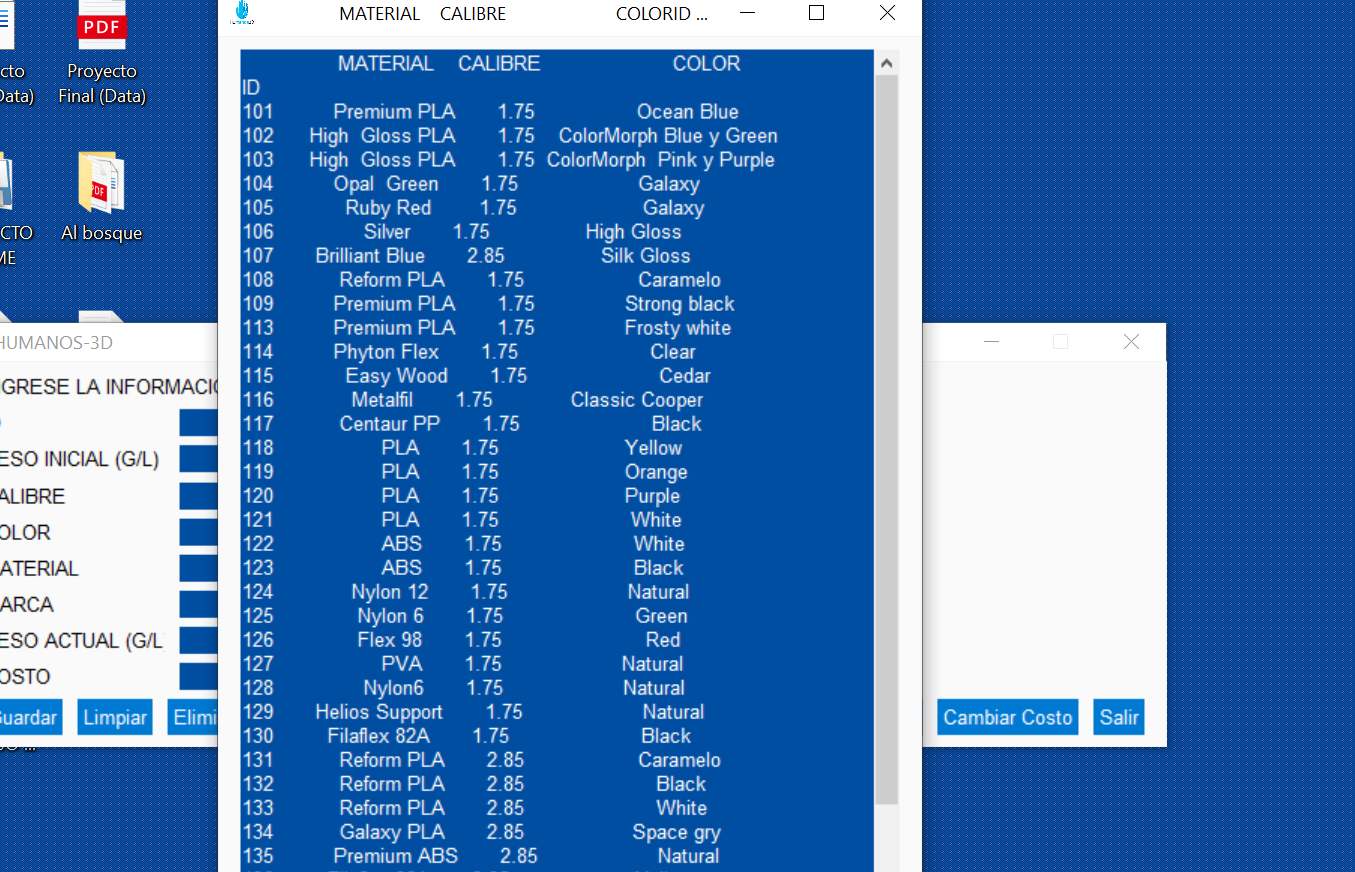 MATERIAL CALIBRE COLORID ...
MATERIAL CALIBRE COLOR
ID
101 Premium PLA 1.75 Ocean Blue
102 High Gloss PLA 1.75 ColorMorph Blue y Green
103 High Gloss PLA 1.75 ColorMorph Pink y Purple
104 Opal Green 1.75 Galaxy
105 Ruby Red 1.75 Galaxy
106 Silver 1.75 High Gloss
107 Brilliant Blue 2.85 Silk Gloss
108 Reform PLA 1.75 Caramelo
109 Premium PLA 1.75 Strong black
113 Premium PLA 1.75 Frosty white
114 Phyton Flex 1.75 Clear
115 Easy Wood 1.75 Cedar
116 Metalfil 1.75 Classic Cooper
117 Centaur PP 1.75 Black
118 PLA 1.75 Yellow
119 PLA 1.75 Orange
120 PLA 1.75 Purple
121 PLA 1.75 White
122 ABS 1.75 White
123 ABS 1.75 Black
124 Nylon 12 1.75 Natural
125 Nylon 6 1.75 Green
126 Flex 98 1.75 Red
127 PVA 1.75 Natural
128 Nylon6 1.75 Natural
129 Helios Support 1.75 Natural
130 Filaflex 82A 1.75 Black
131 Reform PLA 2.85 Caramelo
132 Reform PLA 2.85 Black
133 Reform PLA 2.85 White
134 Galaxy PLA 2.85 Space gry
135 Premium ABS 2.85 Natural
PDF
cto
Data)
Proyecto
Final (Data)
PDF
CTO
ME
Al bosque
HUMANOS-3D
GRESE LA INFORMACIÓ
ESO INICIAL (G/L)
ALIBRE
OLOR
ATERIAL
ARCA
ESO ACTUAL (G/L
OSTO
Guardar Limpiar Elimi
Cambiar Costo Salir